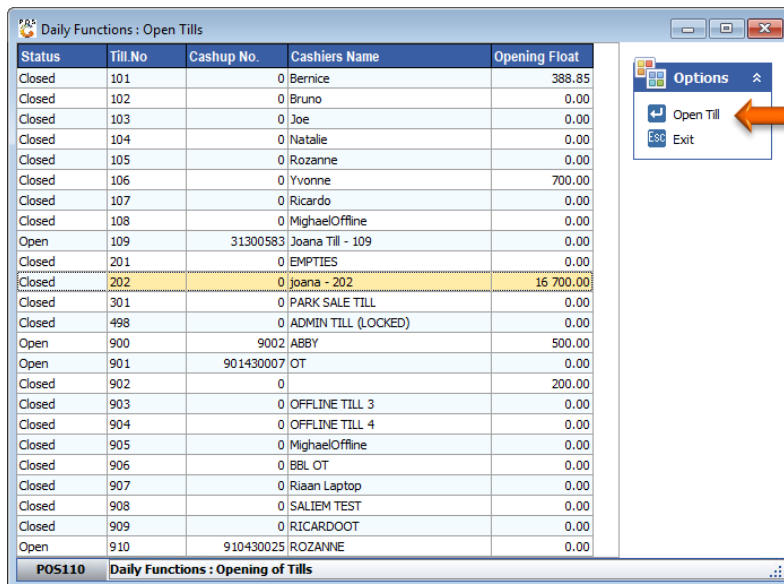 POS
Daily Functions : Open Tills
Status Till.No Cashup No. Cashiers Name Opening Float
Closed 101 0 Bernice 388.85
Closed 102 0 Bruno 0.00
Closed 103 0 Joe 0.00
Closed 104 0 Natalie 0.00
Closed 105 0 Rozanne 0.00
Closed 106 0 Yvonne 700.00
Closed 107 0 Ricardo 0.00
Closed 108 0 MighaelOffline 0.00
Open 109 31300583 Joana Till - 109 0.00
Closed 201 0 EMPTIES 0.00
Closed 202 0 joana - 202 16 700.00
Closed 301 0 PARK SALE TILL 0.00
Closed 498 0 ADMIN TILL (LOCKED) 0.00
Open 900 9002 ABBY 500.00
Open 901 901430007 OT 0.00
Closed 902 0 200.00
Closed 903 0 OFFLINE TILL 3 0.00
Closed 904 0 OFFLINE TILL 4 0.00
Closed 905 0 MighaelOffline 0.00
Closed 906 0 BBL OT 0.00
Closed 907 0 Riaan Laptop 0.00
Closed 908 0 SALIEM TEST 0.00
Closed 909 0 RICARDOOT 0.00
Open 910 910430025 ROZANNE 0.00
Options
Open Till
Esc Exit
POS110 Daily Functions : Opening of Tills